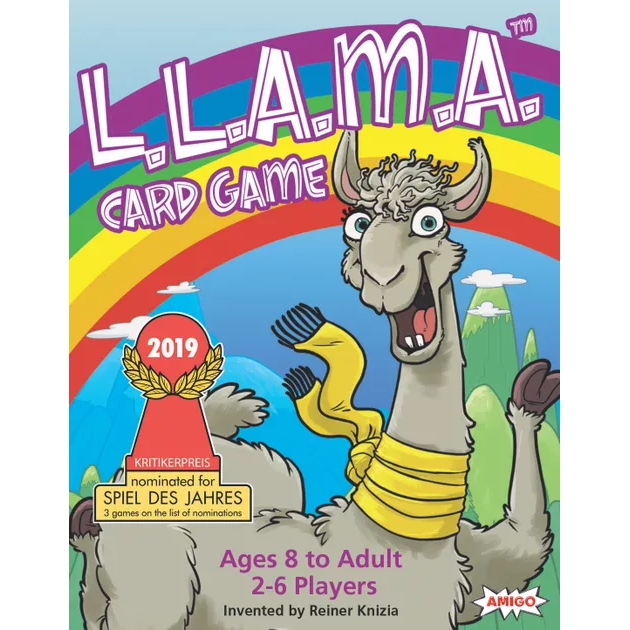 L.L.A.M.A.™
CARD GAME
2019
KRITIKERPREIS
nominated for
SPIEL DES JAHRES
3 games on the list of nominations
Ages 8 to Adult
2-6 Players
Invented by Reiner Knizia
AMIGO